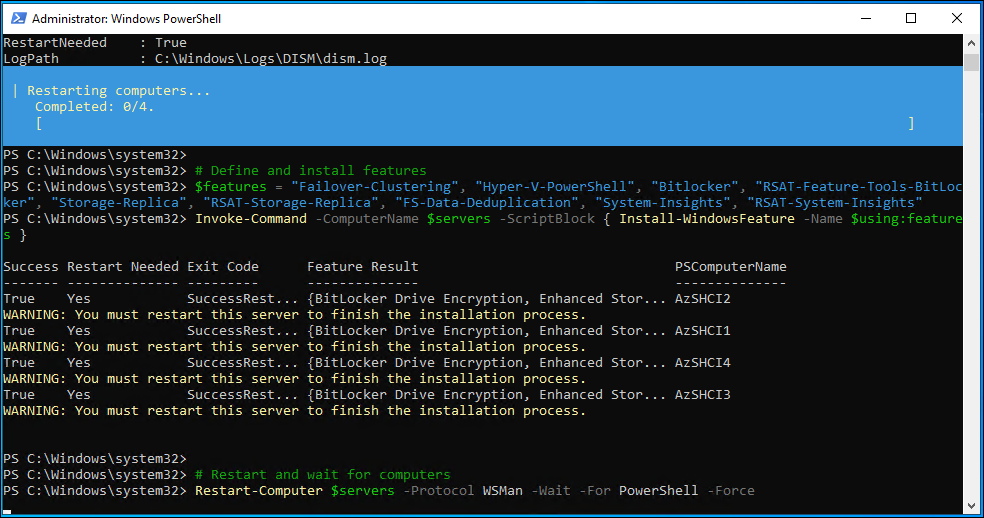 Administrator: Windows PowerShell
RestartNeeded : True
LogPath : C:\Windows\Logs\DISM\dism.log
| Restarting computers...
Completed: 0/4.
[ ]
PS C:\Windows\system32>
PS C:\Windows\system32> # Define and install features
PS C:\Windows\system32> $features = "Failover-Clustering", "Hyper-V-PowerShell", "Bitlocker", "RSAT-Feature-Tools-BitLoc
ker", "Storage-Replica", "RSAT-Storage-Replica", "FS-Data-Deduplication", "System-Insights", "RSAT-System-Insights"
PS C:\Windows\system32> Invoke-Command -ComputerName $servers -ScriptBlock { Install-WindowsFeature -Name $using:feature
s }
Success Restart Needed Exit Code Feature Result PSComputerName
------- -------------- --------- -------------- --------------
True Yes SuccessRest... {BitLocker Drive Encryption, Enhanced Stor... AzSHCI2
WARNING: You must restart this server to finish the installation process.
True Yes SuccessRest... {BitLocker Drive Encryption, Enhanced Stor... AzSHCI1
WARNING: You must restart this server to finish the installation process.
True Yes SuccessRest... {BitLocker Drive Encryption, Enhanced Stor... AzSHCI4
WARNING: You must restart this server to finish the installation process.
True Yes SuccessRest... {BitLocker Drive Encryption, Enhanced Stor... AzSHCI3
WARNING: You must restart this server to finish the installation process.
PS C:\Windows\system32>
PS C:\Windows\system32> # Restart and wait for computers
PS C:\Windows\system32> Restart-Computer $servers -Protocol WSMan -Wait -For PowerShell -Force